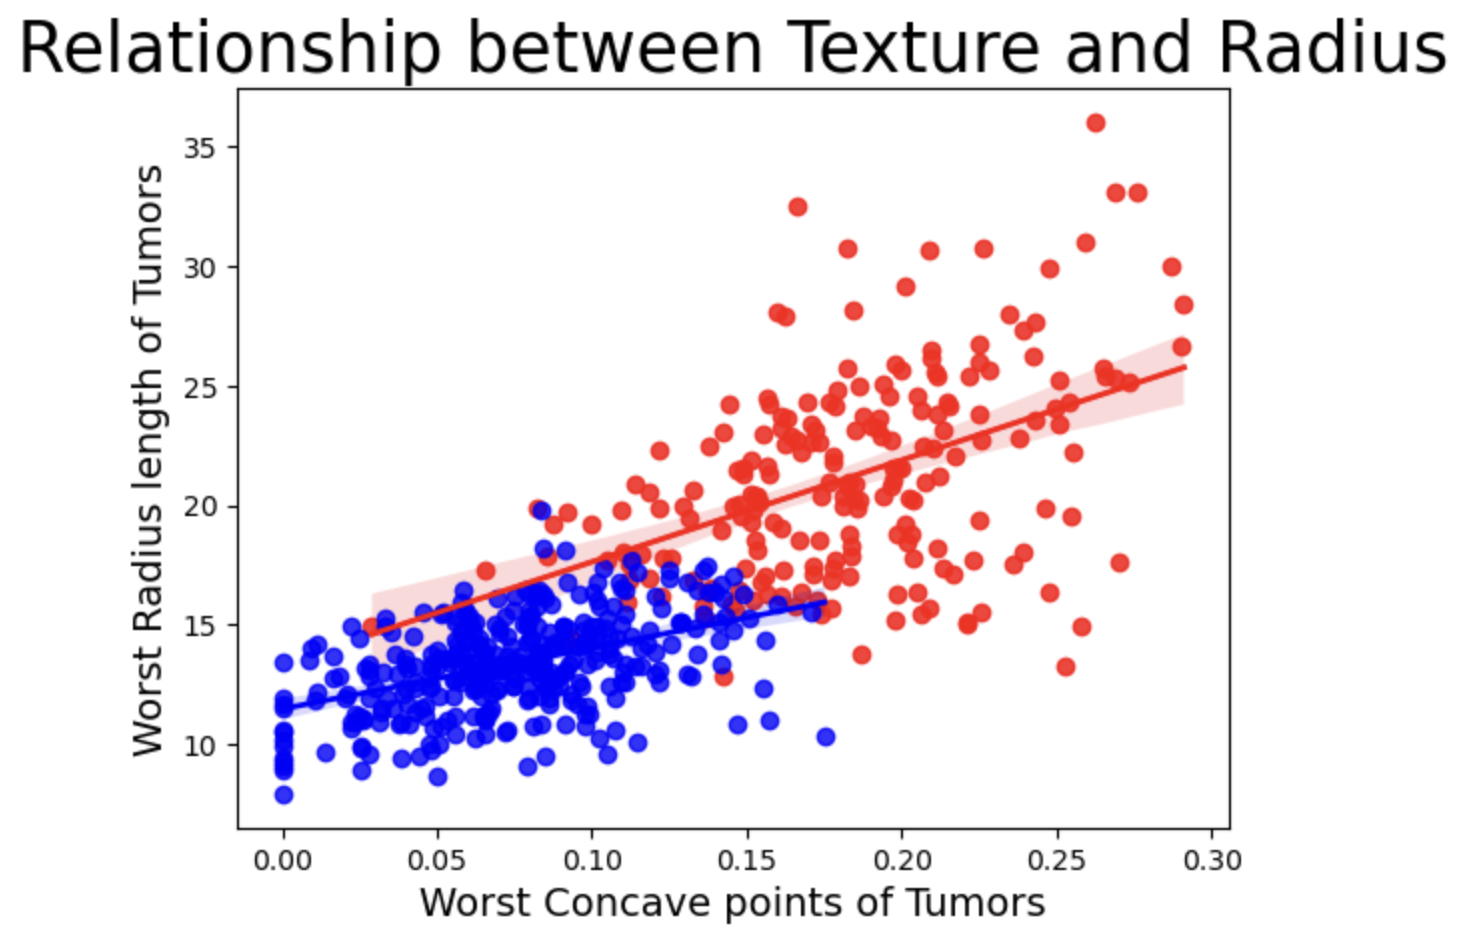 Relationship between Texture and Radius
Worst Radius length of Tumors
35
30
25
20
15
10
0.00 0.05 0.10 0.15 0.20 0.25 0.30
Worst Concave points of Tumors